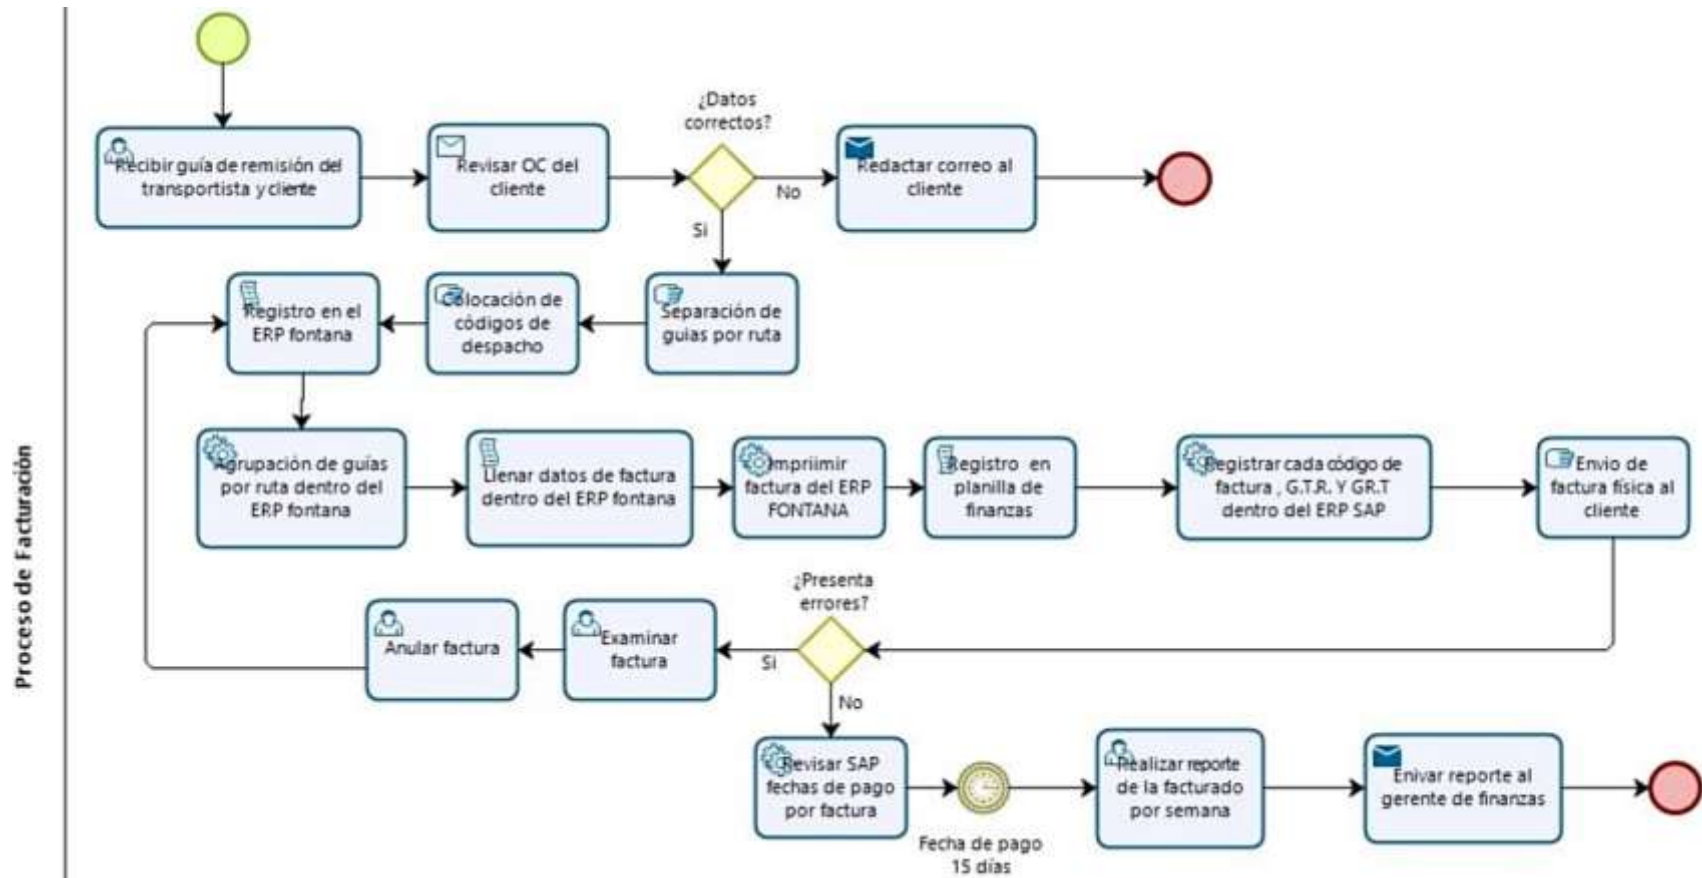 Proceso de Facturación
¿Datos
correctos?
Recibir guía de remisión del
transportista y cliente
Revisar OC del
cliente
No
Redactar correo al
cliente
Si
Registro en el
ERP fontana
Colocación de
códigos de
despacho
Separación de
guias por ruta
Agrupación de guías
por ruta dentro del
ERP fontana
Llenar datos de factura
dentro del ERP fontana
Impriimir
factura del ERP
FONTANA
Registro en
planilla de
finanzas
Registrar cada código de
factura , G.T.R. Y GR.T
dentro del ERP SAP
Envio de
factura física al
cliente
¿Presenta
errores?
Anular factura
Examinar
factura
Si
No
Revisar SAP
fechas de pago
por factura
Fecha de pago
15 días
Realizar reporte
de la facturado
por semana
Enivar reporte al
gerente de finanzas